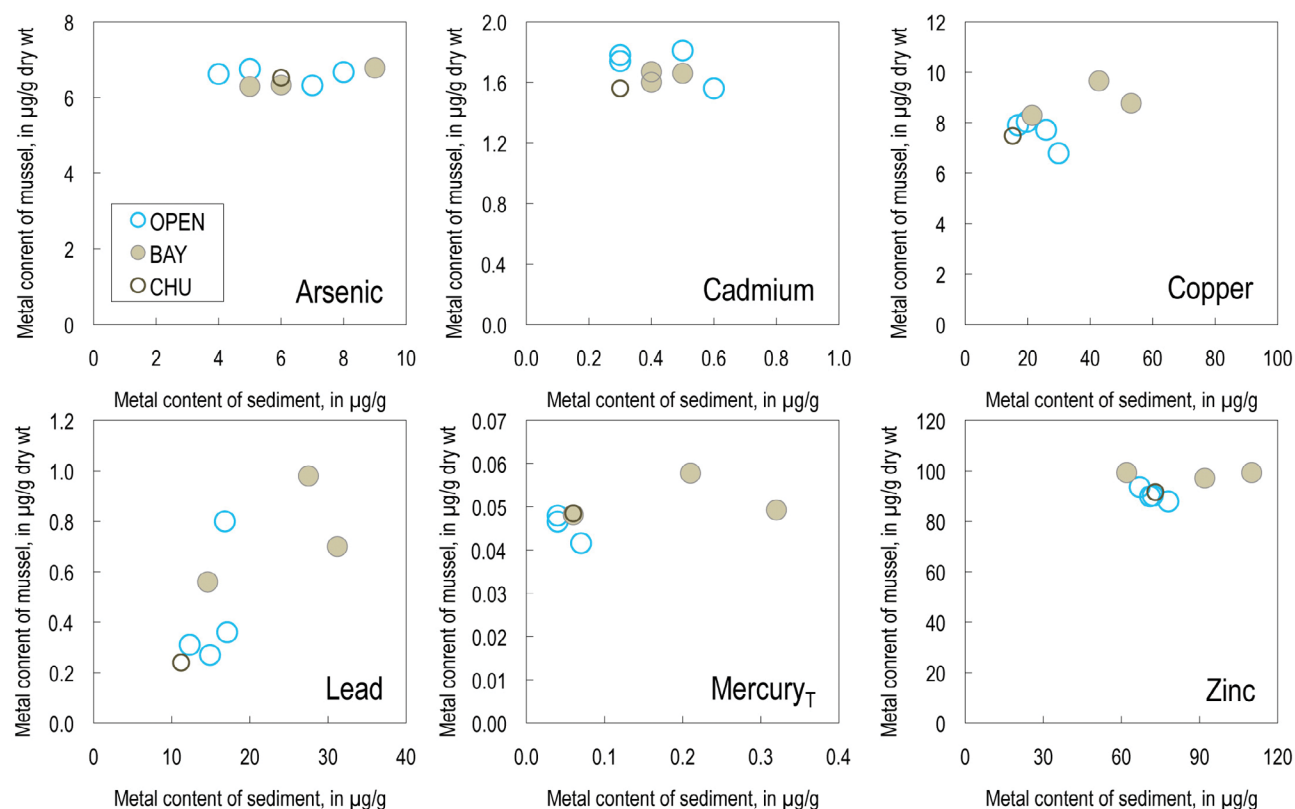 Metal conrent of mussel, in µg/g dry wt
8
6
4
2
0
OPEN
BAY
CHU
Arsenic
0 2 4 6 8 10
Metal content of sediment, in µg/g
Metal conrent of mussel, in µg/g dry wt
2.0
1.6
1.2
0.8
0.4
0.0
Cadmium
0.0 0.2 0.4 0.6 0.8 1.0
Metal content of sediment, in µg/g
Metal conrent of mussel, in µg/g dry wt
12
10
8
6
4
2
0
Copper
0 20 40 60 80 100
Metal content of sediment, in µg/g
Metal conrent of mussel, in µg/g dry wt
1.2
1.0
0.8
0.6
0.4
0.2
0.0
Lead
0 10 20 30 40
Metal content of sediment, in µg/g
Metal conrent of mussel, in µg/g dry wt
0.07
0.06
0.05
0.04
0.03
0.02
0.01
0.00
Mercury_T
0.0 0.1 0.2 0.3 0.4
Metal content of sediment, in µg/g
Metal conrent of mussel, in µg/g dry wt
120
100
80
60
40
20
0
Zinc
0 30 60 90 120
Metal content of sediment, in µg/g